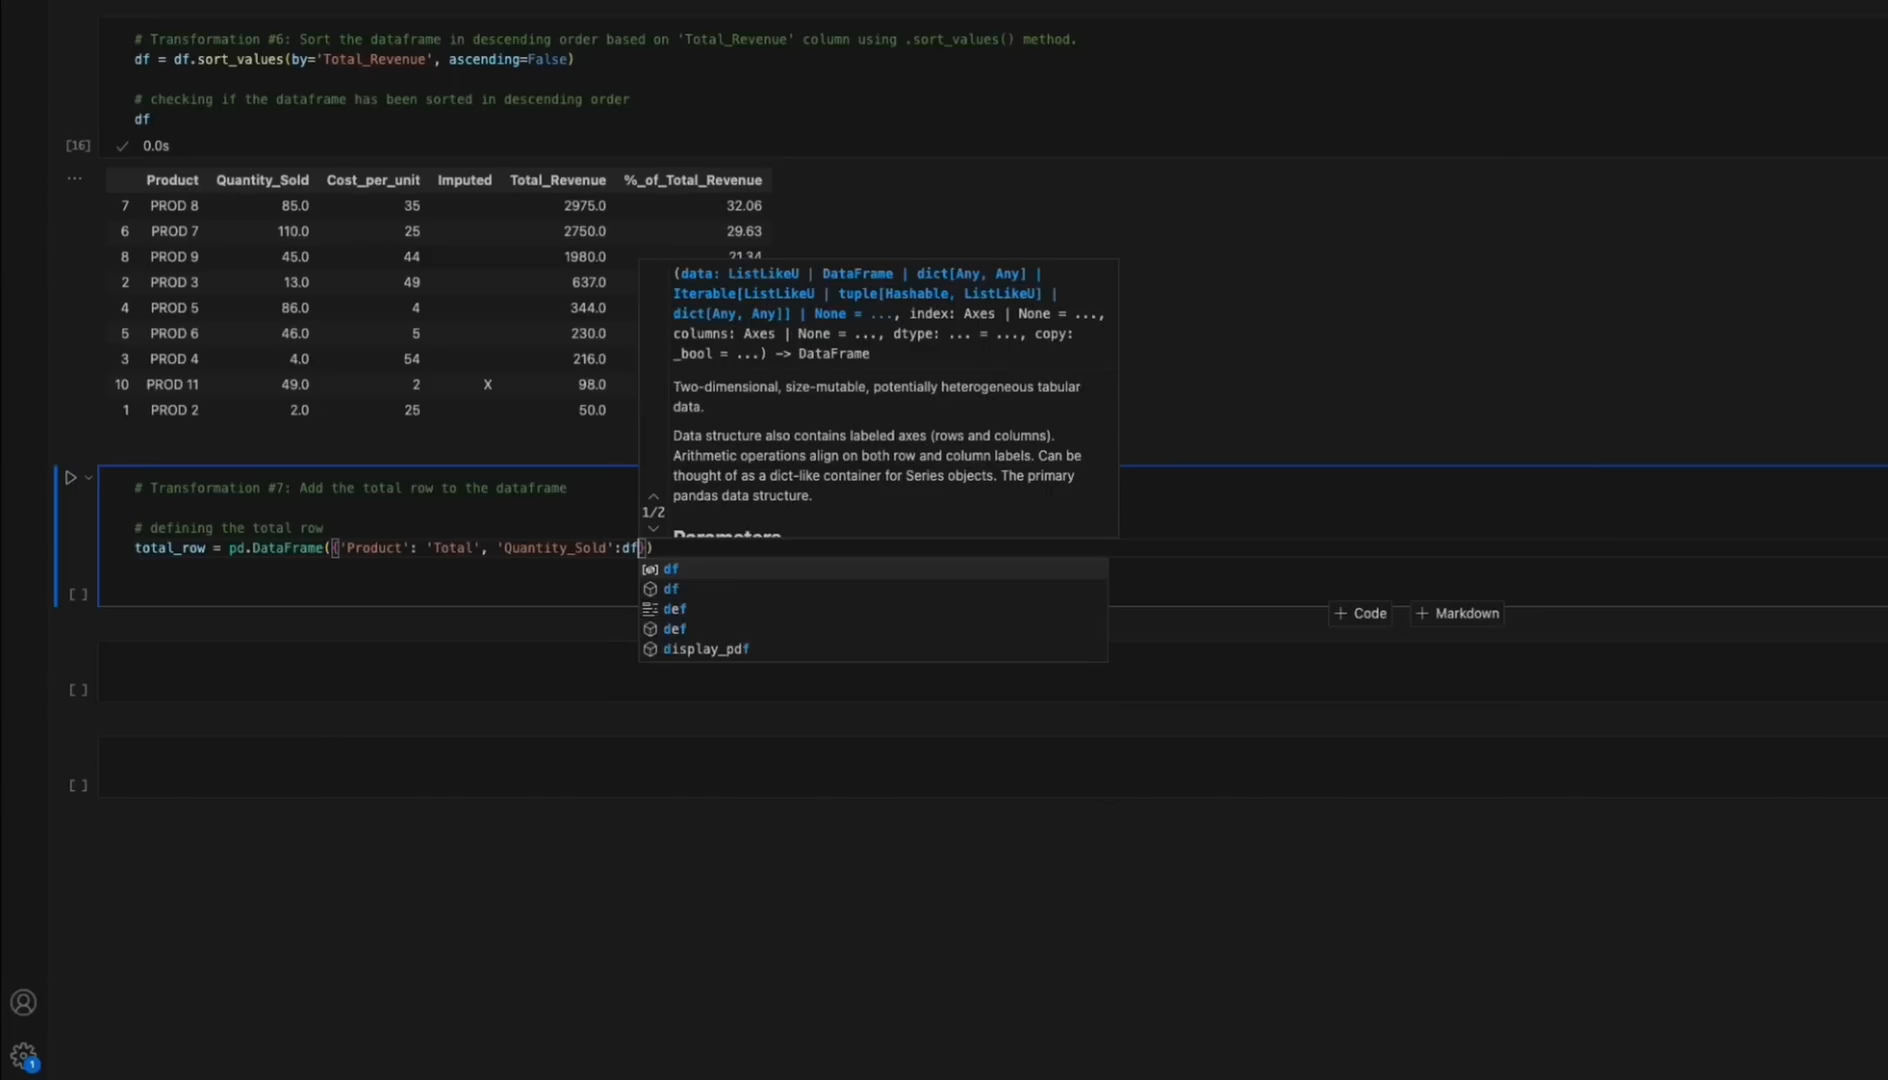 # Transformation #6: Sort the dataframe in descending order based on 'Total_Revenue' column using .sort_values() method.
df = df.sort_values(by='Total_Revenue', ascending=False)
# checking if the dataframe has been sorted in descending order
df
[16] 0.0s
... Product Quantity_Sold Cost_per_unit Imputed Total_Revenue %_of_Total_Revenue
7 PROD 8 85.0 35 2975.0 32.06
6 PROD 7 110.0 25 2750.0 29.63
8 PROD 9 45.0 44 1980.0 21.34
2 PROD 3 13.0 49 637.0
4 PROD 5 86.0 4 344.0
5 PROD 6 46.0 5 230.0
3 PROD 4 4.0 54 216.0
10 PROD 11 49.0 2 X 98.0
1 PROD 2 2.0 25 50.0
(data: ListLikeU | DataFrame | dict[Any, Any] |
Iterable[ListLikeU | tuple[Hashable, ListLikeU] |
dict[Any, Any]] | None = ..., index: Axes | None = ...,
columns: Axes | None = ..., dtype: ... = ..., copy:
_bool = ...) -> DataFrame
Two-dimensional, size-mutable, potentially heterogeneous tabular
data.
Data structure also contains labeled axes (rows and columns).
Arithmetic operations align on both row and column labels. Can be
thought of as a dict-like container for Series objects. The primary
pandas data structure.
1/2
Parameters
# Transformation #7: Add the total row to the dataframe
# defining the total row
total_row = pd.DataFrame({'Product': 'Total', 'Quantity_Sold':df})
df
df
def
def
display_pdf
[ ]
+ Code + Markdown
[ ]
[ ]
1